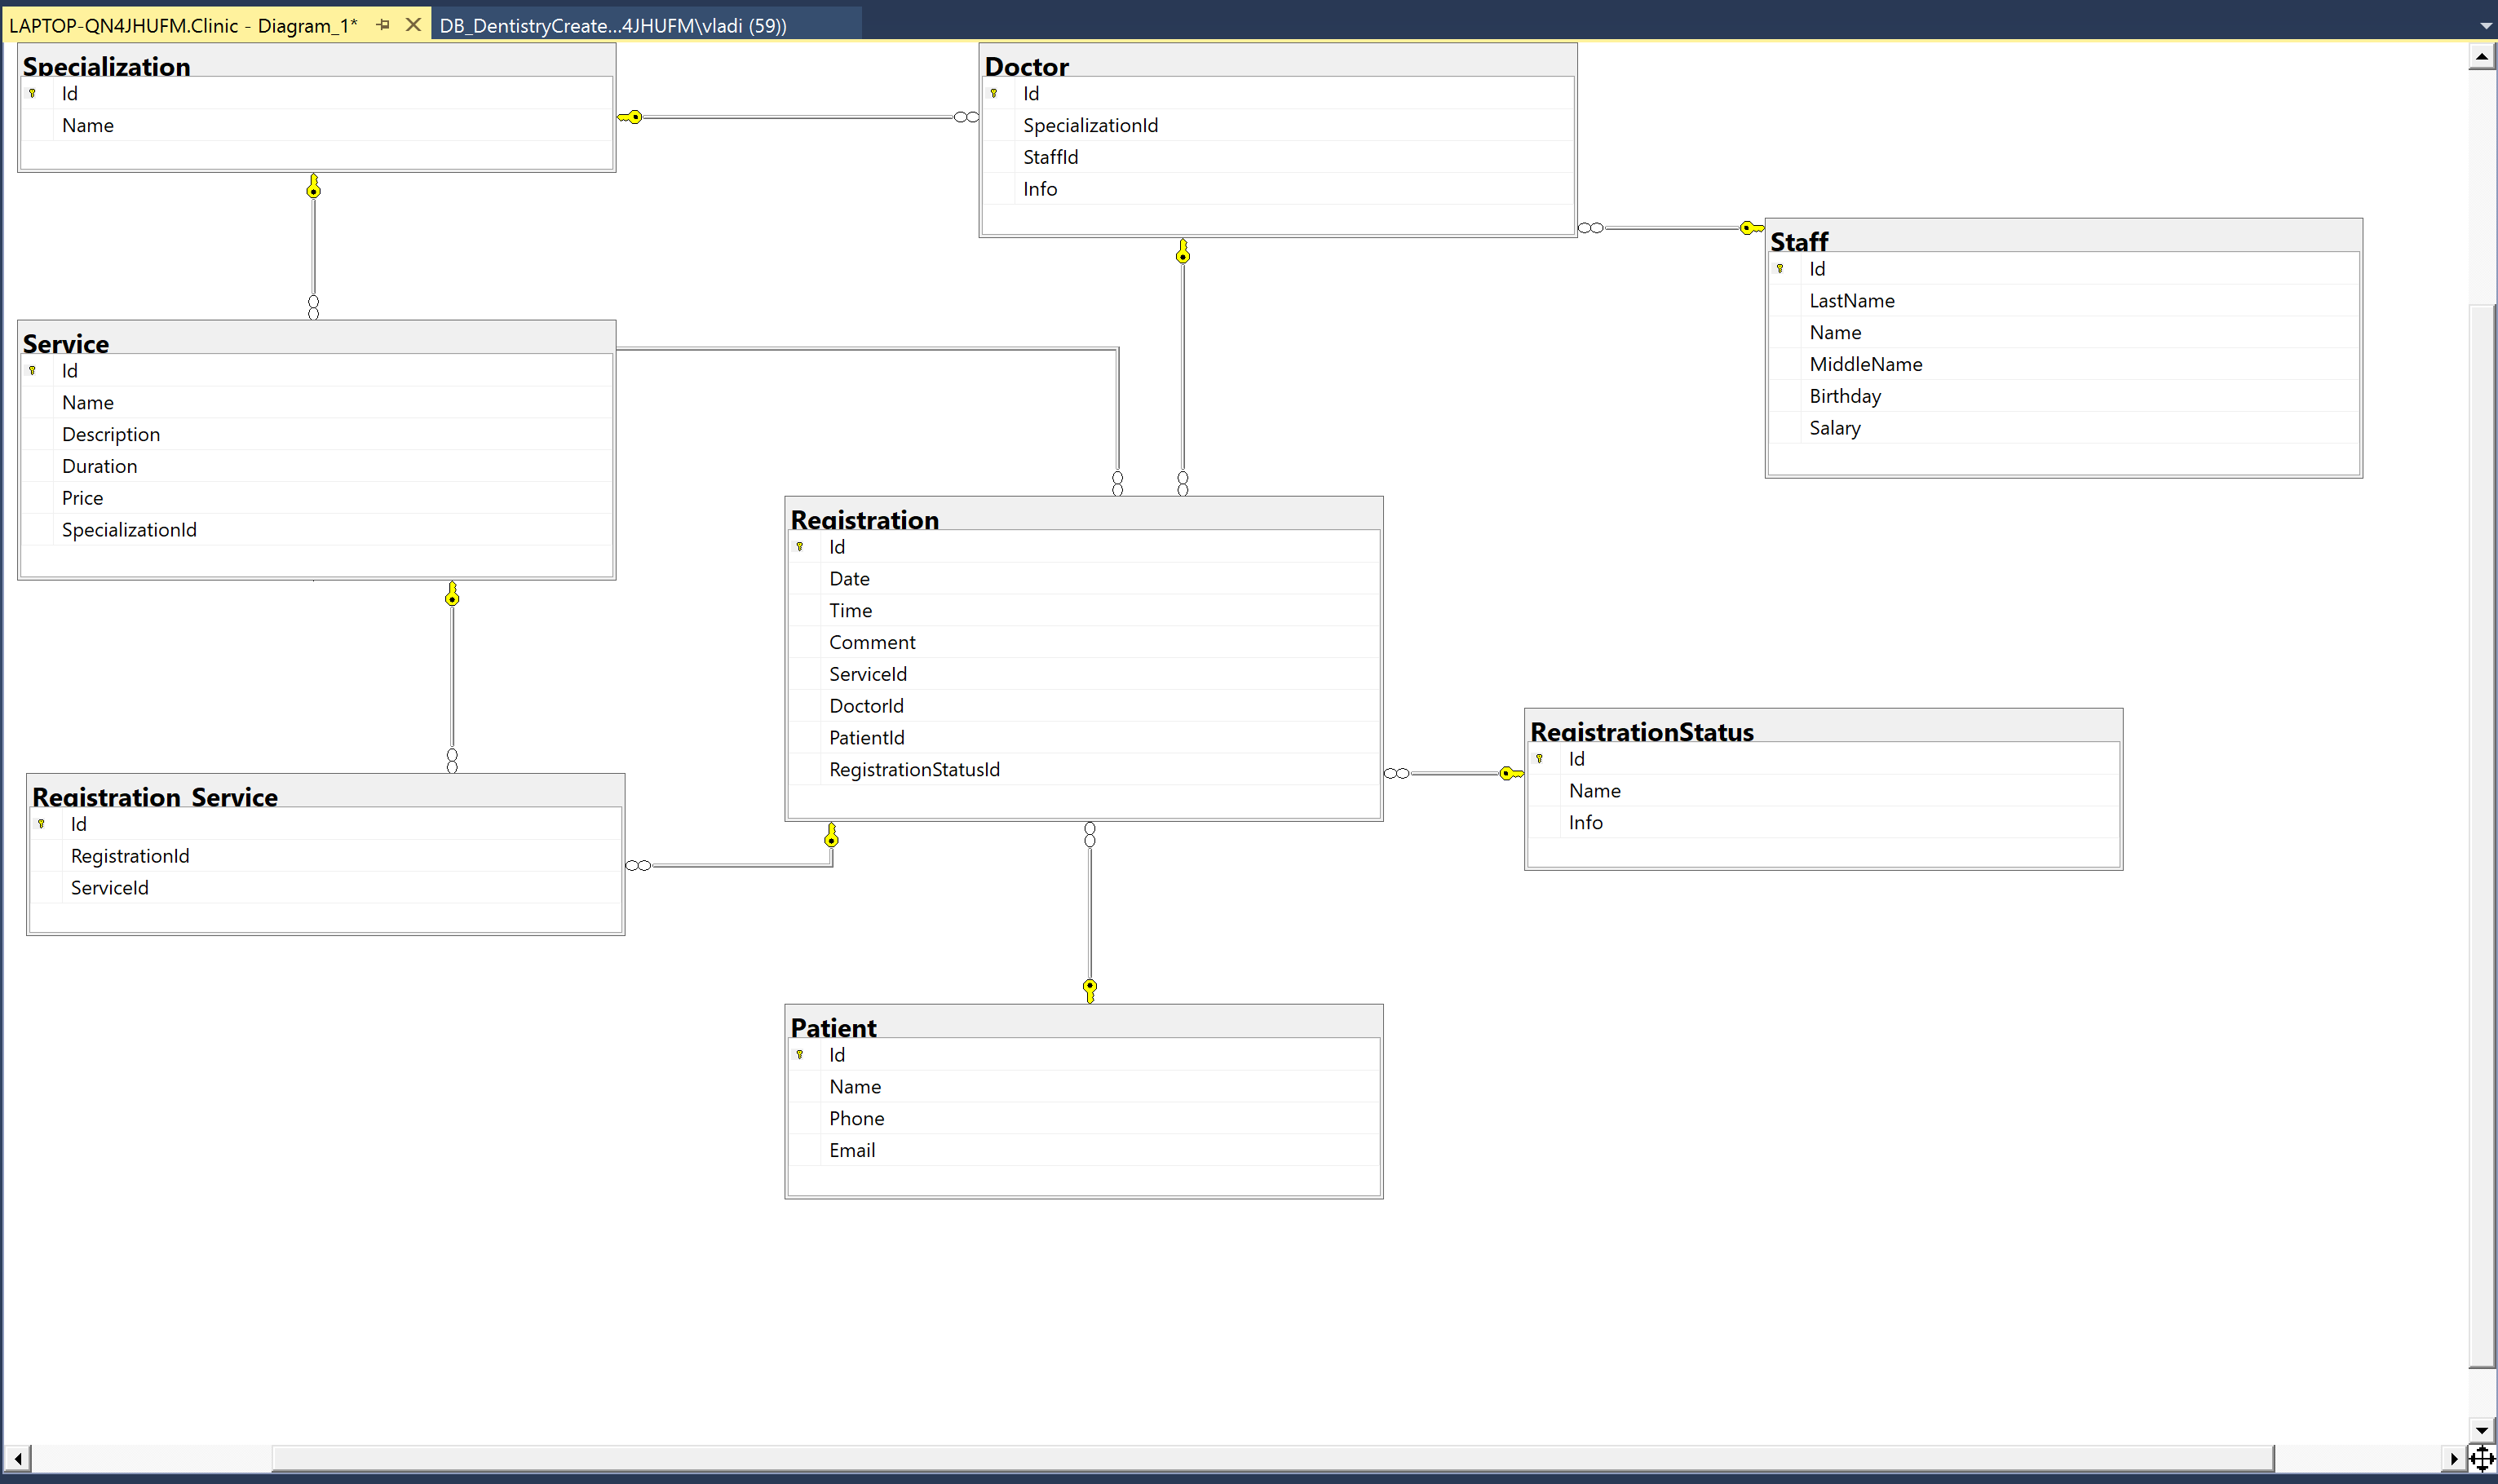 LAPTOP-QN4JHUFM.Clinic - Diagram_1*
DB_DentistryCreate...4JHUFM\vladi (59))
Specialization
Id
Name
Doctor
Id
SpecializationId
StaffId
Info
Staff
Id
LastName
Name
MiddleName
Birthday
Salary
Service
Id
Name
Description
Duration
Price
SpecializationId
Registration
Id
Date
Time
Comment
ServiceId
DoctorId
PatientId
RegistrationStatusId
RegistrationStatus
Id
Name
Info
Registration_Service
Id
RegistrationId
ServiceId
Patient
Id
Name
Phone
Email